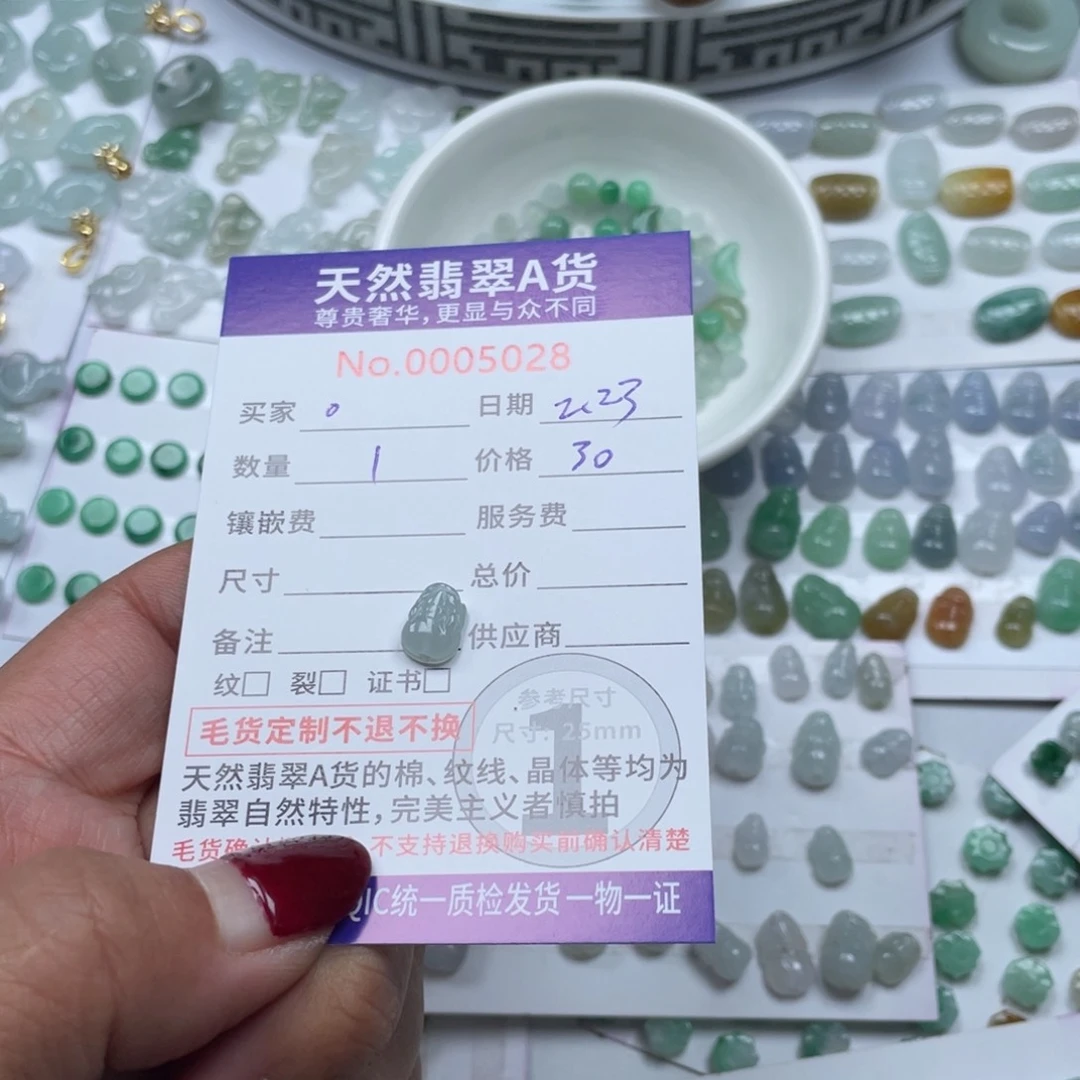 天然翡翠A货
尊贵奢华，更显与众不同
No.0005028
买家 0 日期 2.23
数量 1 价格 30
镶嵌费 服务费
尺寸 总价
备注 供应商
纹□ 裂□ 证书□
参考尺寸
尺寸: 25mm
1
毛货定制不退不换
天然翡翠A货的棉、纹线、晶体等均为
翡翠自然特性，完美主义者慎拍
毛货确 不支持退换购买前确认清楚
QIC统一质检发货一物一证